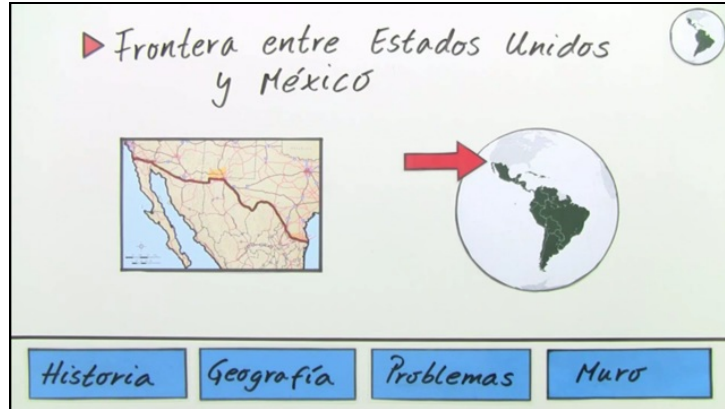 Frontera entre Estados Unidos
y México
Historia
Geografía
Problemas
Muro